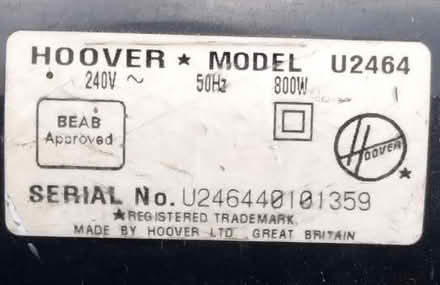 HOOVER ★ MODEL U2464
240V ~ 50Hz 800W
BEAB
Approved
HOOVER ★
SERIAL No. U246440101359
★REGISTERED TRADEMARK
MADE BY HOOVER LTD GREAT BRITAIN